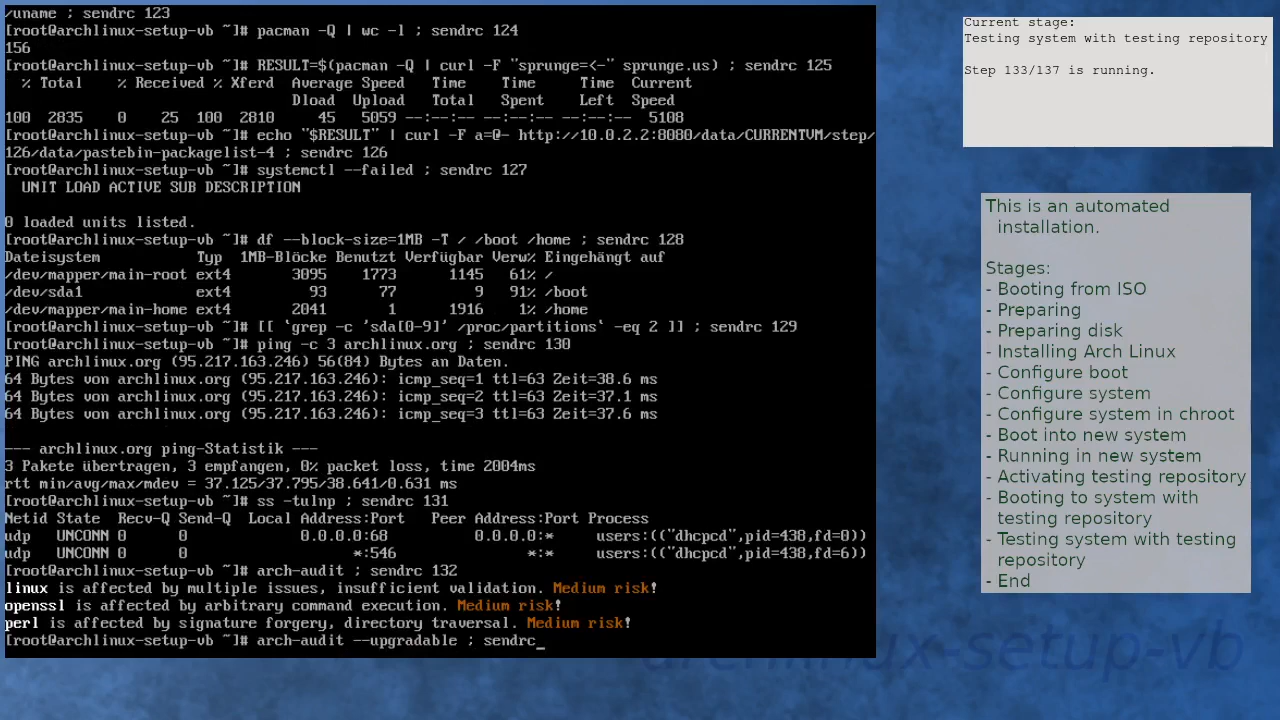 /uname ; sendrc 123
[root@archlinux-setup-vb ~]# pacman -Q | wc -l ; sendrc 124
156
[root@archlinux-setup-vb ~]# RESULT=$(pacman -Q | curl -F "sprunge=<-" sprunge.us) ; sendrc 125
% Total % Received % Xferd Average Speed Time Time Time Current
Dload Upload Total Spent Left Speed
100 2835 0 25 100 2810 45 5059 --:--:-- --:--:-- --:--:-- 5108
[root@archlinux-setup-vb ~]# echo "$RESULT" | curl -F a=@- http://10.0.2.2:8080/data/CURRENTVM/step/
126/data/pastebin-packagelist-4 ; sendrc 126
[root@archlinux-setup-vb ~]# systemctl --failed ; sendrc 127
UNIT LOAD ACTIVE SUB DESCRIPTION
0 loaded units listed.
[root@archlinux-setup-vb ~]# df --block-size=1MB -T / /boot /home ; sendrc 128
Dateisystem Typ 1MB-Blöcke Benutzt Verfügbar Verw% Eingehängt auf
/dev/mapper/main-root ext4 3095 1773 1145 61% /
/dev/sda1 ext4 93 77 9 91% /boot
/dev/mapper/main-home ext4 2041 1 1916 1% /home
[root@archlinux-setup-vb ~]# [[ `grep -c 'sda[0-9]' /proc/partitions` -eq 2 ]] ; sendrc 129
[root@archlinux-setup-vb ~]# ping -c 3 archlinux.org ; sendrc 130
PING archlinux.org (95.217.163.246) 56(84) Bytes an Daten.
64 Bytes von archlinux.org (95.217.163.246): icmp_seq=1 ttl=63 Zeit=38.6 ms
64 Bytes von archlinux.org (95.217.163.246): icmp_seq=2 ttl=63 Zeit=37.1 ms
64 Bytes von archlinux.org (95.217.163.246): icmp_seq=3 ttl=63 Zeit=37.6 ms
--- archlinux.org ping-Statistik ---
3 Pakete übertragen, 3 empfangen, 0% packet loss, time 2004ms
rtt min/avg/max/mdev = 37.125/37.795/38.641/0.631 ms
[root@archlinux-setup-vb ~]# ss -tulnp ; sendrc 131
Netid State Recv-Q Send-Q Local Address:Port Peer Address:Port Process
udp UNCONN 0 0 0.0.0.0:68 0.0.0.0:* users:(("dhcpcd",pid=438,fd=0))
udp UNCONN 0 0 *:546 *:* users:(("dhcpcd",pid=438,fd=6))
[root@archlinux-setup-vb ~]# arch-audit ; sendrc 132
linux is affected by multiple issues, insufficient validation. Medium risk!
openssl is affected by arbitrary command execution. Medium risk!
perl is affected by signature forgery, directory traversal. Medium risk!
[root@archlinux-setup-vb ~]# arch-audit --upgradable ; sendrc_
Current stage:
Testing system with testing repository
Step 133/137 is running.
This is an automated
installation.
Stages:
- Booting from ISO
- Preparing
- Preparing disk
- Installing Arch Linux
- Configure boot
- Configure system
- Configure system in chroot
- Boot into new system
- Running in new system
- Activating testing repository
- Booting to system with
testing repository
- Testing system with testing
repository
- End
archlinux-setup-vb